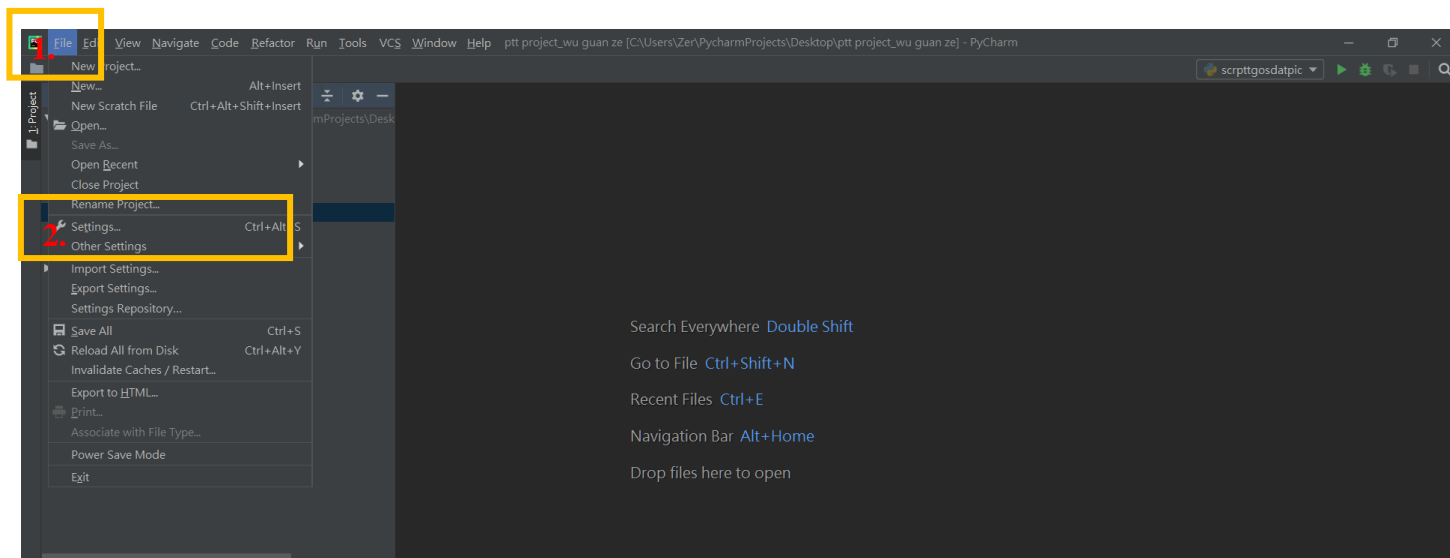 1.
File Edit View Navigate Code Refactor Run Tools VCS Window Help ptt project_wu guan ze [C:\Users\Zer\PycharmProjects\Desktop\ptt project_wu guan ze] - PyCharm
scrpttgosdatpic
1: Project
New Project...
New... Alt+Insert
New Scratch File Ctrl+Alt+Shift+Insert
mProjects\Desk
Open...
Save As...
Open Recent
Close Project
Rename Project...
2.
Settings... Ctrl+Alt+S
Other Settings
Import Settings...
Export Settings...
Settings Repository...
Save All Ctrl+S
Reload All from Disk Ctrl+Alt+Y
Invalidate Caches / Restart...
Export to HTML...
Print...
Associate with File Type...
Power Save Mode
Exit
Search Everywhere Double Shift
Go to File Ctrl+Shift+N
Recent Files Ctrl+E
Navigation Bar Alt+Home
Drop files here to open